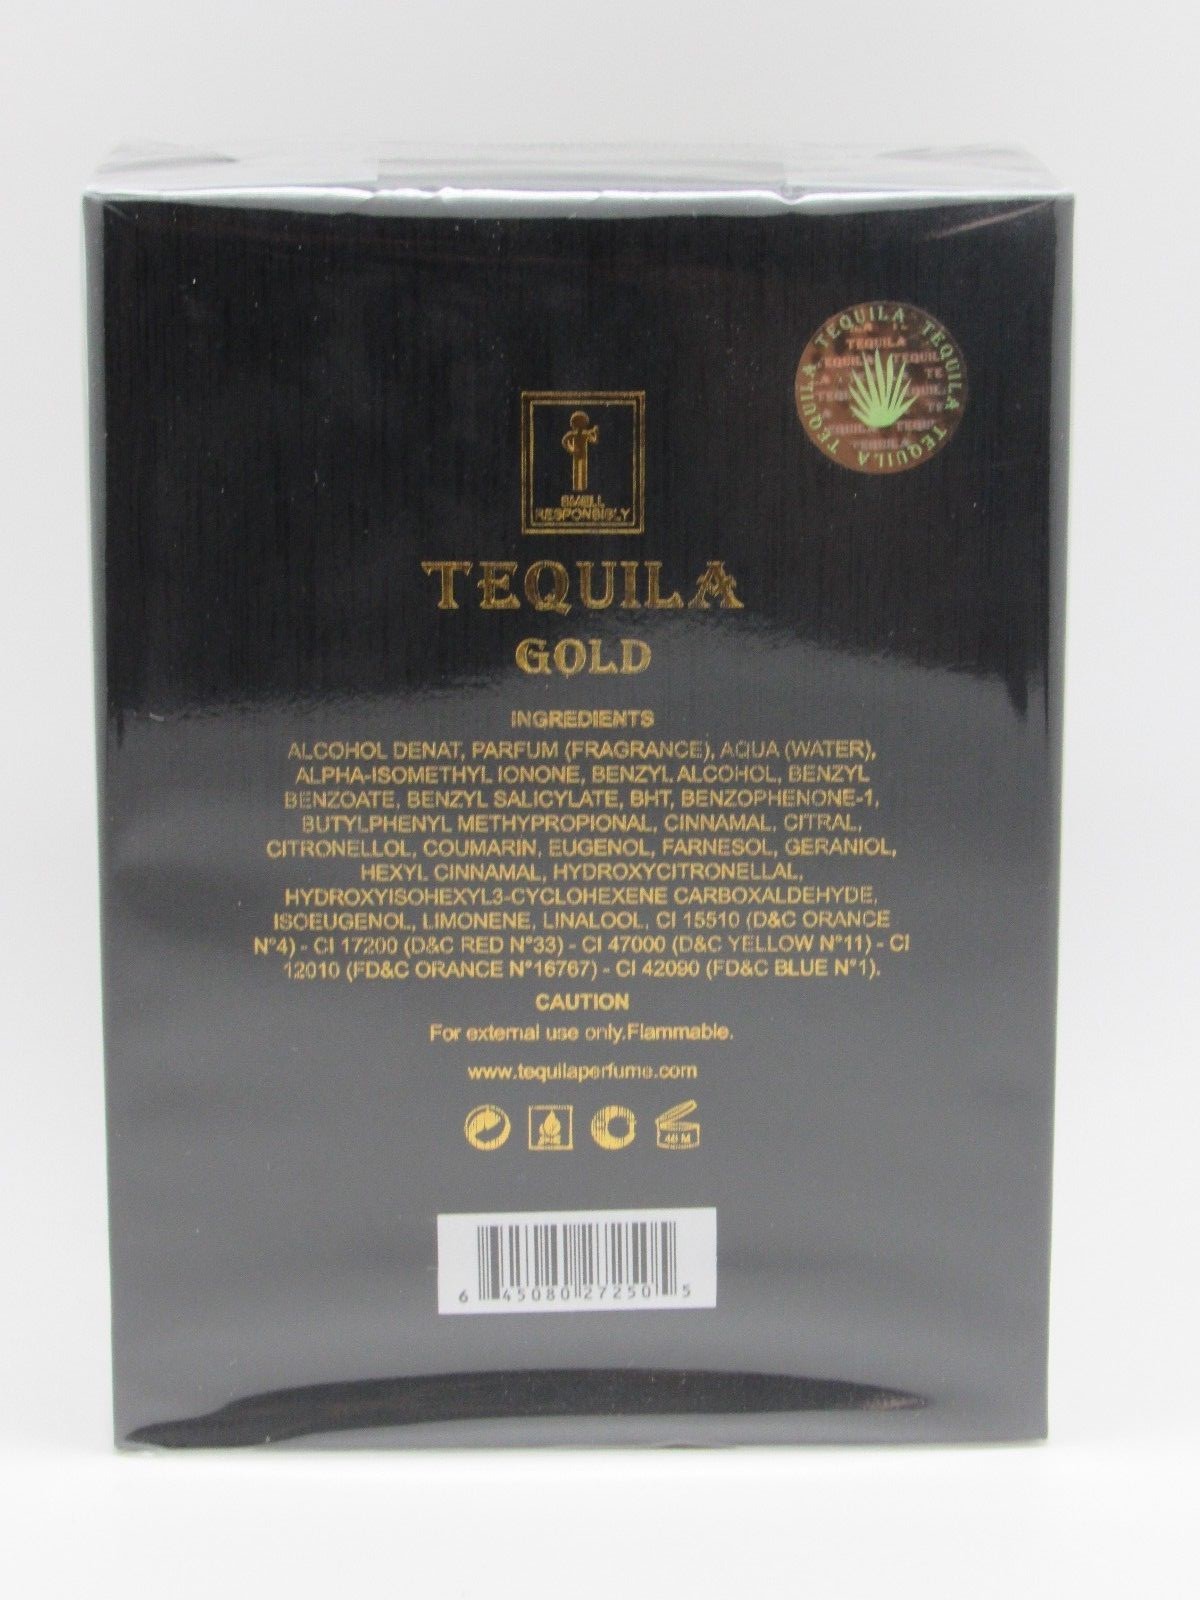 TEQUILA TEQUILA TEQUILA TEQUILA
TEQUILA
SMELL
RESPONSIBLY
TEQUILA
GOLD
INGREDIENTS
ALCOHOL DENAT, PARFUM (FRAGRANCE), AQUA (WATER),
ALPHA-ISOMETHYL IONONE, BENZYL ALCOHOL, BENZYL
BENZOATE, BENZYL SALICYLATE, BHT, BENZOPHENONE-1,
BUTYLPHENYL METHYPROPIONAL, CINNAMAL, CITRAL,
CITRONELLOL, COUMARIN, EUGENOL, FARNESOL, GERANIOL,
HEXYL CINNAMAL, HYDROXYCITRONELLAL,
HYDROXYISOHEXYL3-CYCLOHEXENE CARBOXALDEHYDE,
ISOEUGENOL, LIMONENE, LINALOOL, CI 15510 (D&C ORANGE
N°4) - CI 17200 (D&C RED N°33) - CI 47000 (D&C YELLOW N°11) - CI
12010 (FD&C ORANGE N°16767) - CI 42090 (FD&C BLUE N°1).
CAUTION
For external use only.Flammable.
www.tequilaperfume.com
6 45080 27250 5